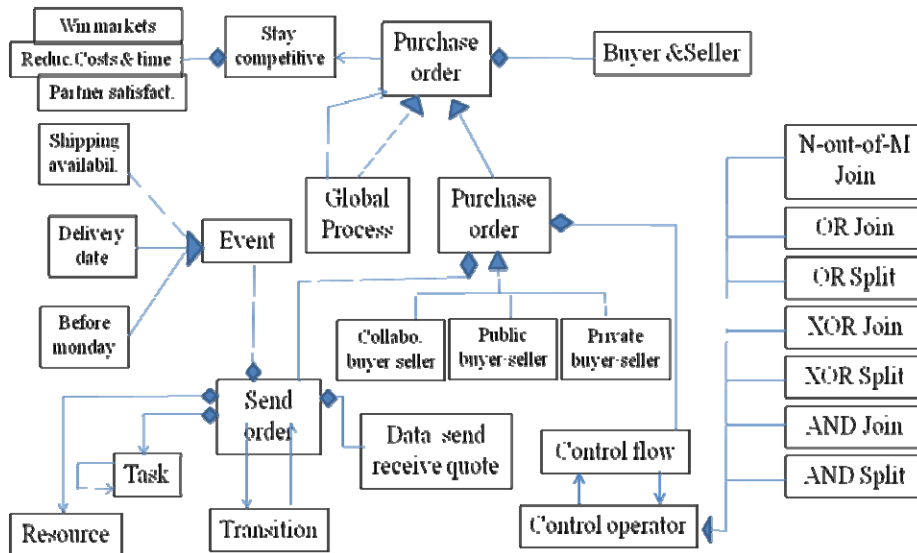 Win markets
Reduc. Costs & time
Partner satisfact.
Stay
competitive
Purchase
order
Buyer &Seller
Shipping
availabil.
Delivery
date
Before
monday
Event
Global
Process
Purchase
order
Collabo.
buyer seller
Public
buyer-seller
Private
buyer-seller
N-out-of-M
Join
OR Join
OR Split
XOR Join
XOR Split
AND Join
AND Split
Send
order
Data send
receive quote
Control flow
Control operator
Task
Resource
Transition